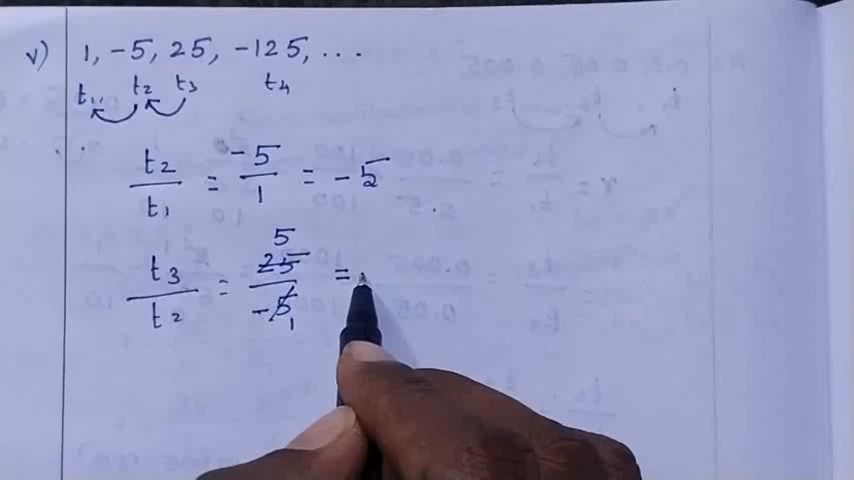 v) 1, -5, 25, -125, ...
t1, t2 t3 t4
t2/t1 = -5/1 = -5
t3/t2 = 5 25/-5 1 =